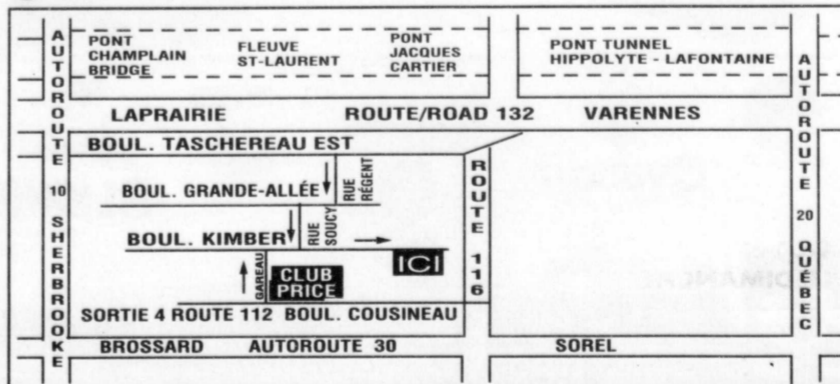 AUTOROUTE 10 SHERBROOKE
PONT
CHAMPLAIN
BRIDGE
FLEUVE
ST-LAURENT
PONT
JACQUES
CARTIER
PONT TUNNEL
HIPPOLYTE - LAFONTAINE
AUTOROUTE 20 QUÉBEC
LAPRAIRIE ROUTE/ROAD 132 VARENNES
BOUL. TASCHEREAU EST
ROUTE 116
BOUL. GRANDE-ALLÉE
RUE
RÉGENT
BOUL. KIMBER
RUE
SOUCY
ICI
GAREAU
CLUB
PRICE
SORTIE 4 ROUTE 112 BOUL. COUSINEAU
BROSSARD AUTOROUTE 30 SOREL